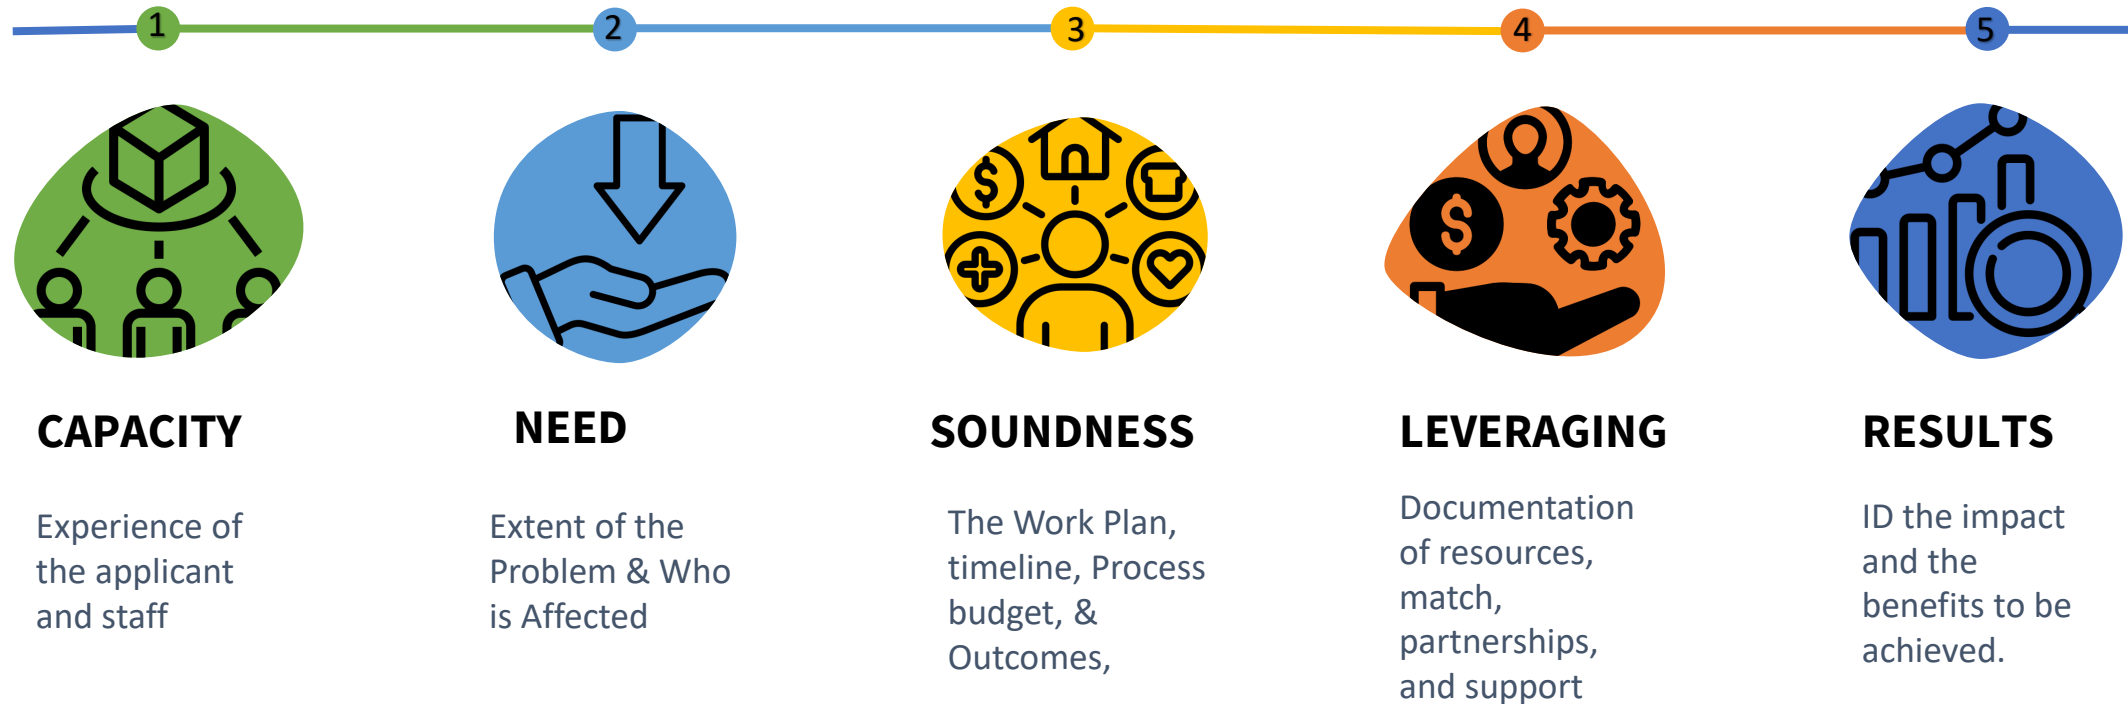 1
2
3
4
5
CAPACITY
Experience of
the applicant
and staff
NEED
Extent of the
Problem & Who
is Affected
SOUNDNESS
The Work Plan,
timeline, Process
budget, &
Outcomes,
LEVERAGING
Documentation
of resources,
match,
partnerships,
and support
RESULTS
ID the impact
and the
benefits to be
achieved.